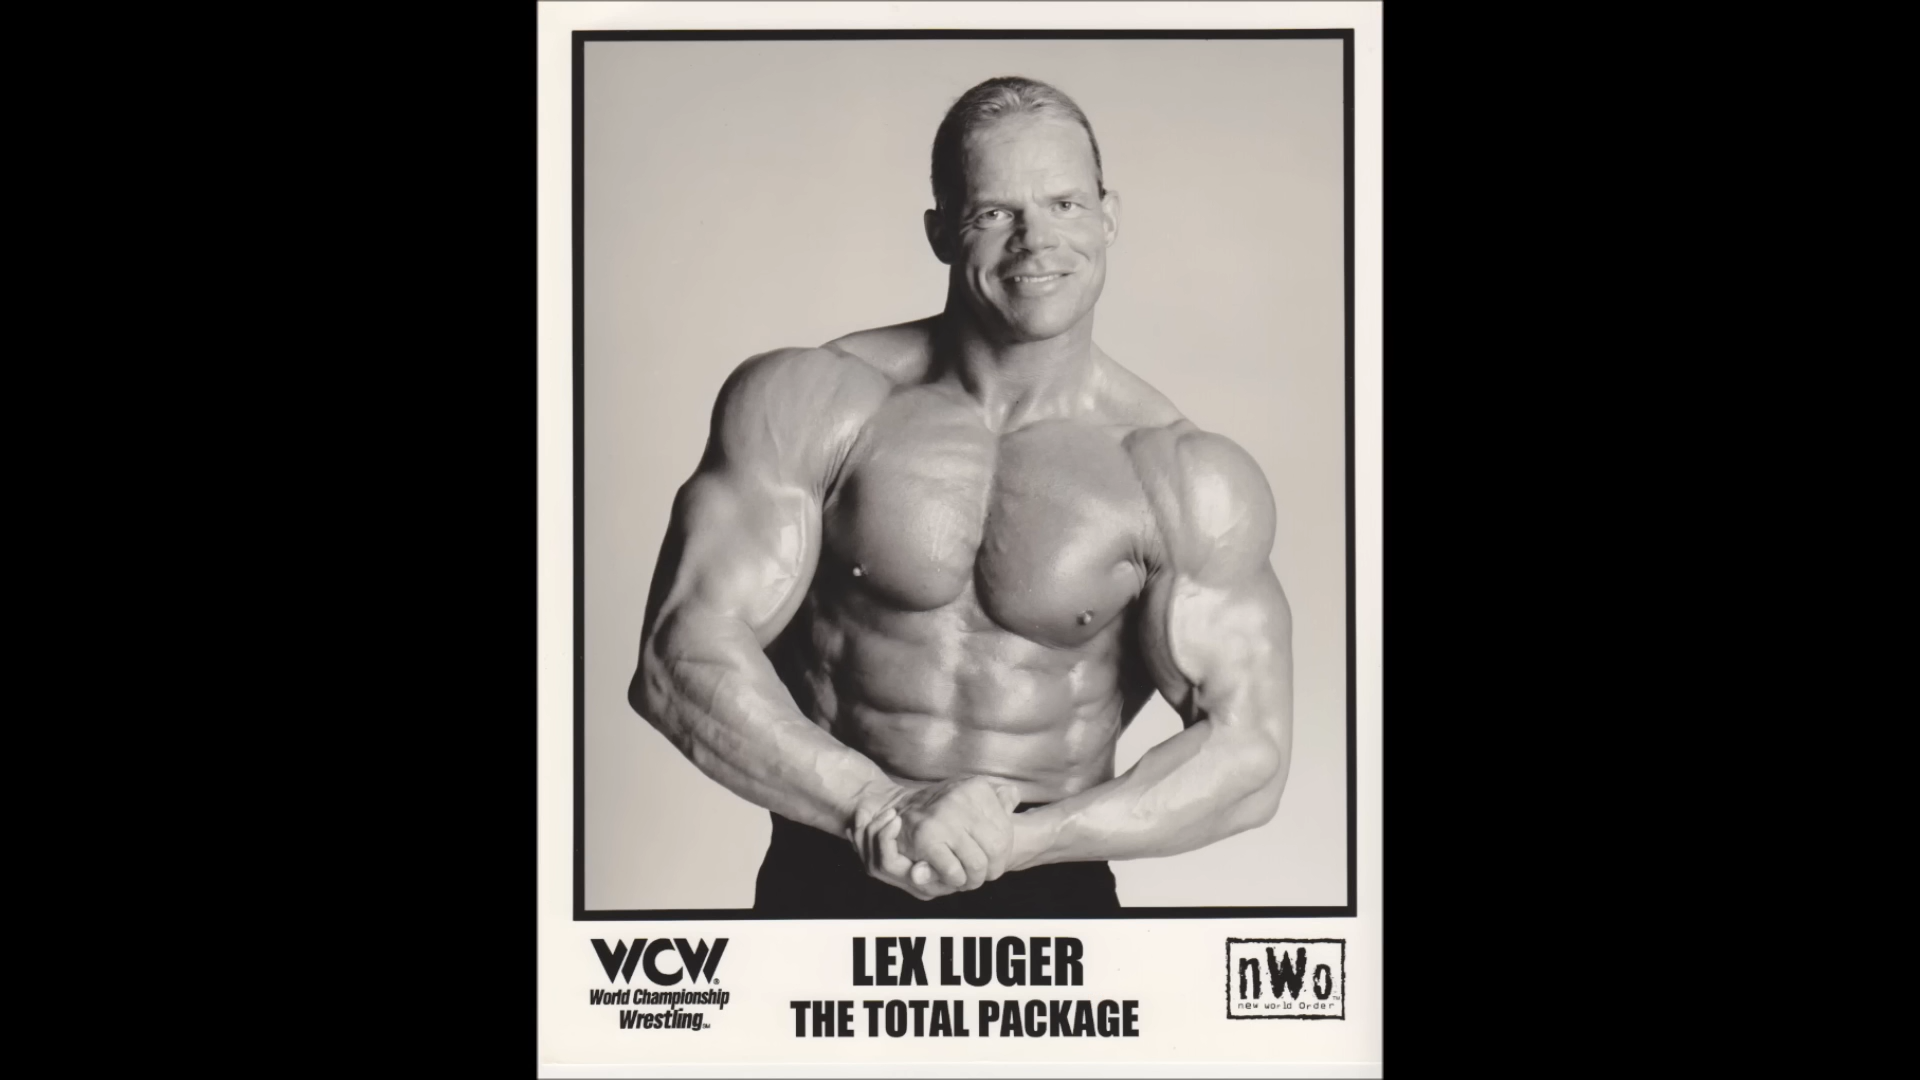 WCW
World Championship
Wrestling
LEX LUGER
THE TOTAL PACKAGE
nWo
new world Order